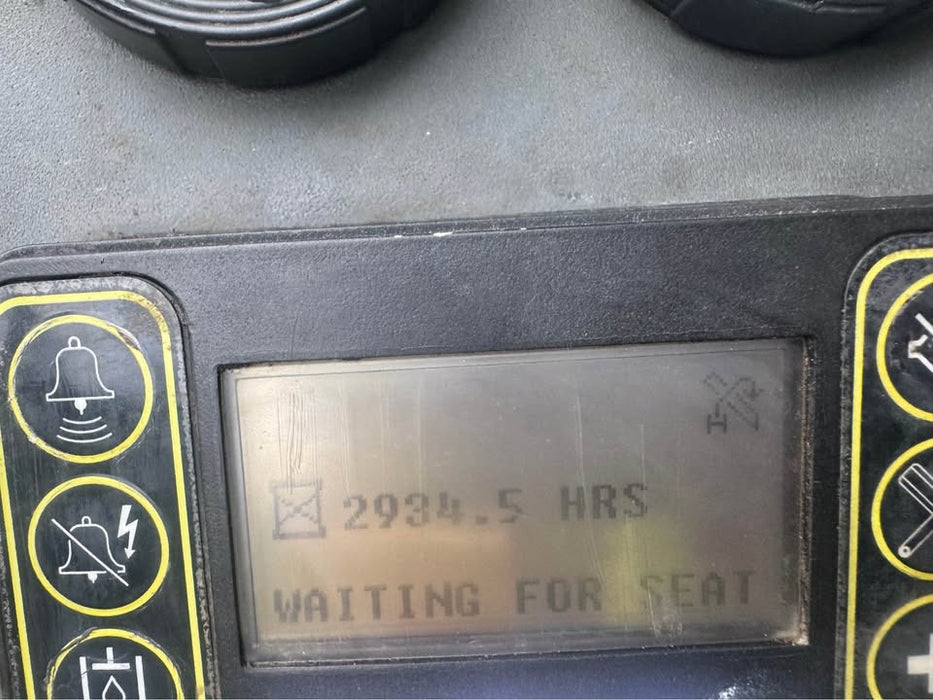 2934.5 HRS
WAITING FOR SEAT